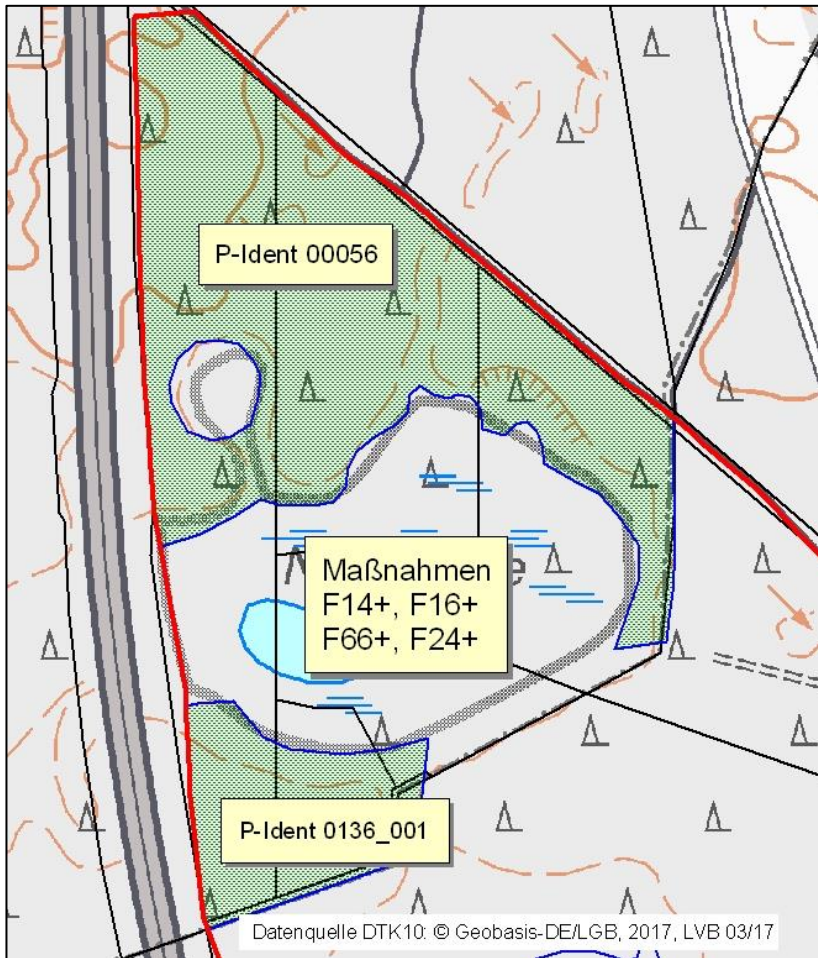 P-Ident 00056
Maßnahmen
F14+, F16+
F66+, F24+
P-Ident 0136_001
Datenquelle DTK10: © Geobasis-DE/LGB, 2017, LVB 03/17